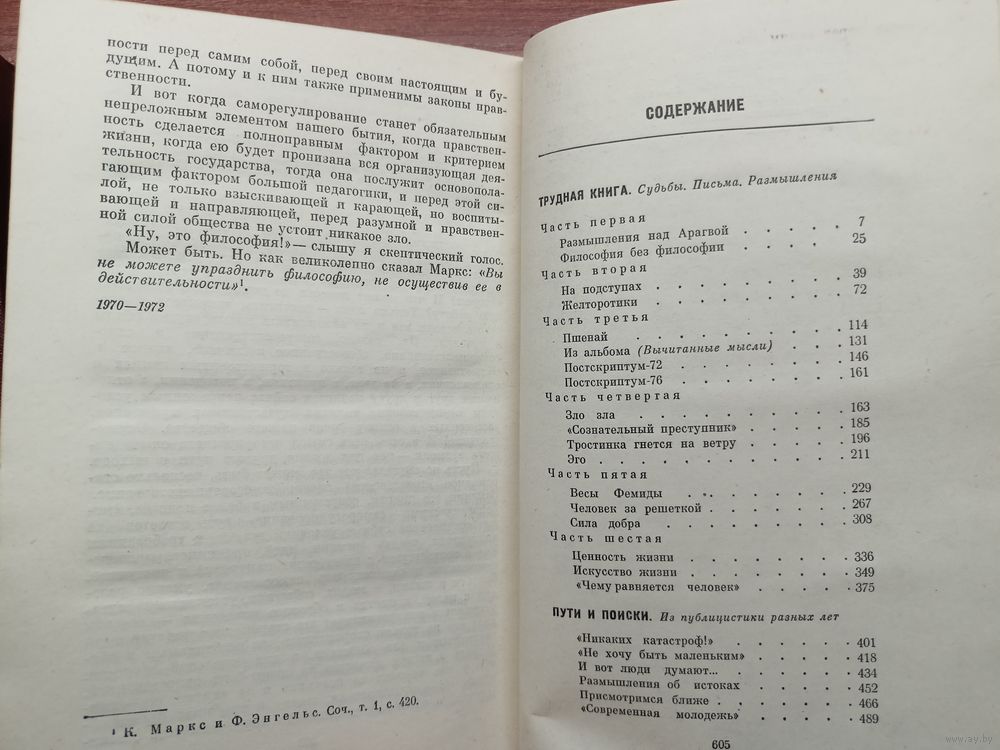 ности перед самим собой, перед своим настоящим и бу-
дущим. А потому и к ним также применимы законы нрав-
ственности.
И вот когда саморегулирование станет обязательным
непреложным элементом нашего бытия, когда нравствен-
ность сделается полноправным фактором и критерием
жизни, когда ею будет пронизана вся организующая дея-
тельность государства, тогда она послужит основопола-
гающим фактором большой педагогики, и перед этой си-
лой, не только взыскивающей и карающей, но воспиты-
вающей и направляющей, перед разумной и нравствен-
ной силой общества не устоит никакое зло.
«Ну, это философия!»— слышу я скептический голос.
Может быть. Но как великолепно сказал Маркс: «Вы
не можете упразднить философию, не осуществив ее в
действительности»¹.
1970—1972
¹ К. Маркс и Ф. Энгельс. Соч., т. 1, с. 420.
СОДЕРЖАНИЕ
ТРУДНАЯ КНИГА. Судьбы. Письма. Размышления
Часть первая
Размышления над Арагвой . . . . . 7
Философия без философии . . . . . 25
Часть вторая
На подступах . . . . . . . . 39
Желторотики . . . . . . . . 72
Часть третья
Пшенай . . . . . . . . . 114
Из альбома (Вычитанные мысли) . . . 131
Постскриптум-72 . . . . . . . 146
Постскриптум-76 . . . . . . . 161
Часть четвертая
Зло зла . . . . . . . . . 163
«Сознательный преступник» . . . . . 185
Тростинка гнется на ветру . . . . . 196
Эго . . . . . . . . . . . 211
Часть пятая
Весы Фемиды . . . . . . . 229
Человек за решеткой . . . . . . . 267
Сила добра . . . . . . . . 308
Часть шестая
Ценность жизни . . . . . . . 336
Искусство жизни . . . . . . . 349
«Чему равняется человек» . . . . . 375
ПУТИ И ПОИСКИ. Из публицистики разных лет
«Никаких катастроф!» . . . . . 401
«Не хочу быть маленьким» . . . . . 418
И вот люди думают... . . . . . . 434
Размышления об истоках . . . . . 452
Присмотримся ближе . . . . . . 466
«Современная молодежь» . . . . . 489
605
www.ay.by